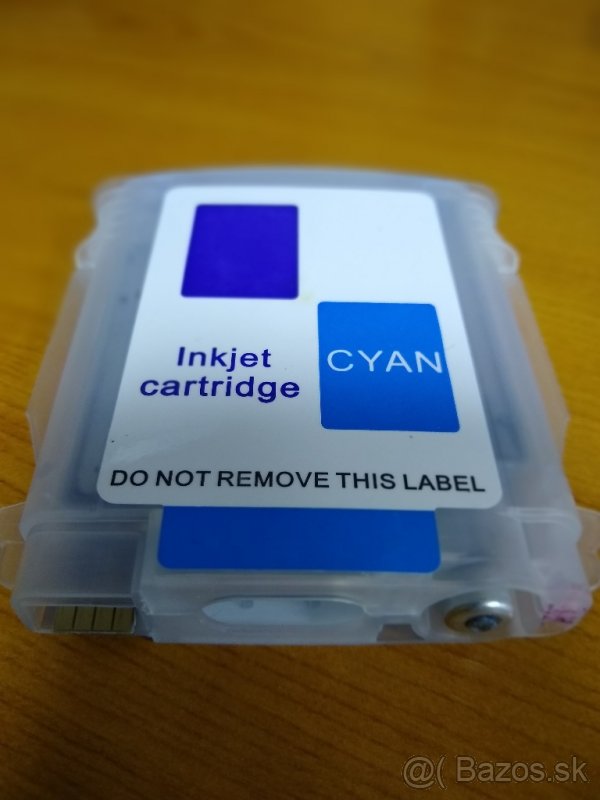 Inkjet
cartridge
CYAN
DO NOT REMOVE THIS LABEL
@( Bazos.sk